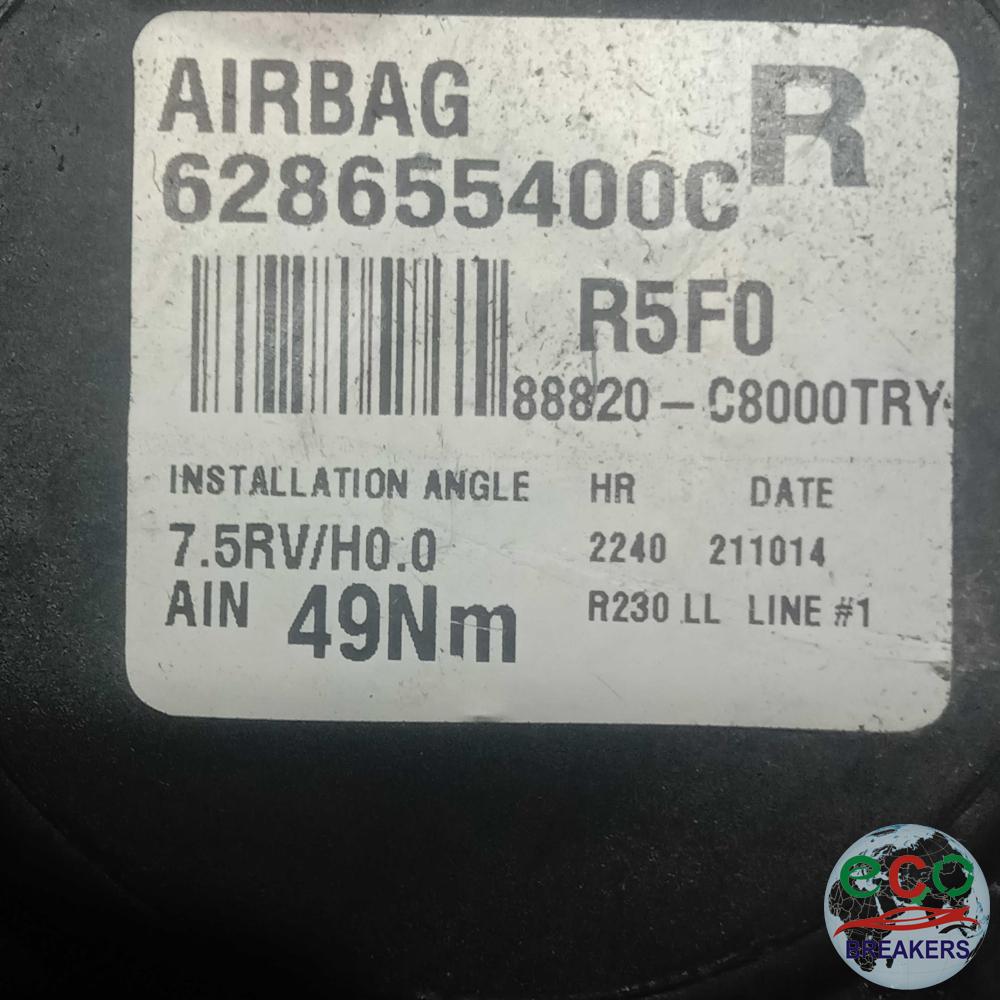 AIRBAG R
628655400C
R5F0
88820-C8000TRY
INSTALLATION ANGLE HR DATE
7.5RV/H0.0 2240 211014
AIN 49Nm R230 LL LINE #1
eco
BREAKERS